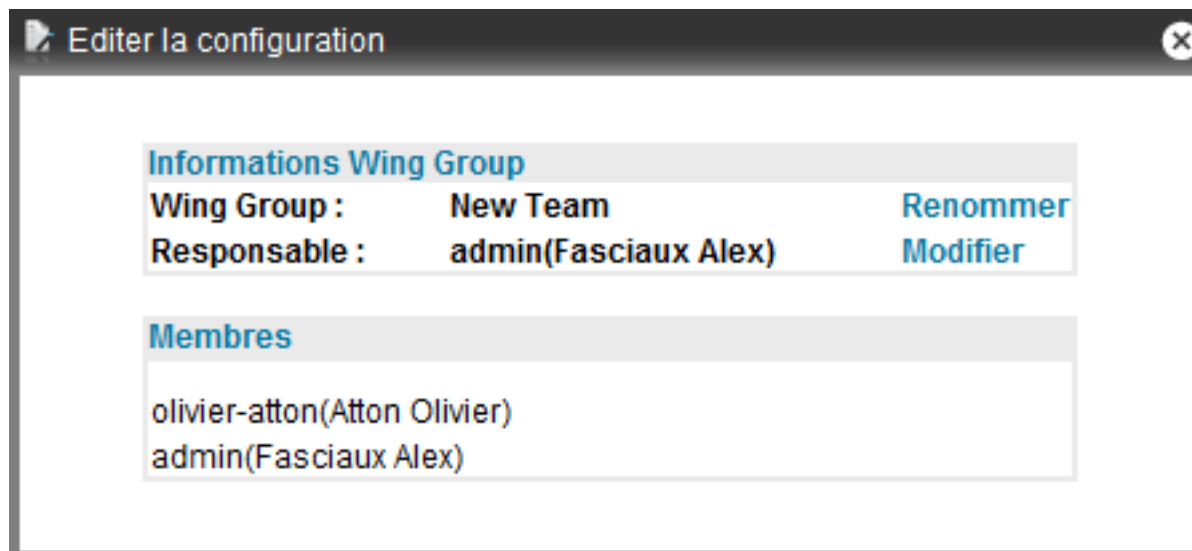 Editer la configuration
Informations Wing Group
Wing Group : New Team Renommer
Responsable : admin(Fasciaux Alex) Modifier
Membres
olivier-atton(Atton Olivier)
admin(Fasciaux Alex)